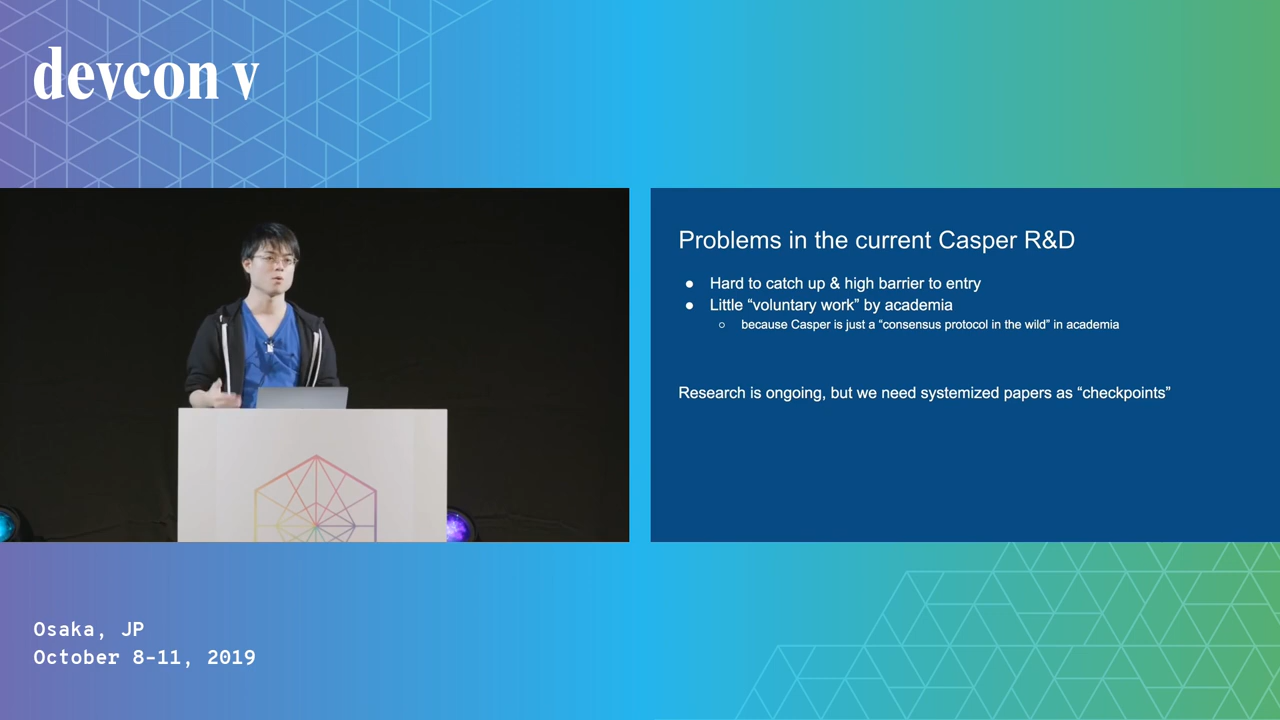 devcon v
Problems in the current Casper R&D
● Hard to catch up & high barrier to entry
● Little “voluntary work” by academia
○ because Casper is just a “consensus protocol in the wild” in academia
Research is ongoing, but we need systemized papers as “checkpoints”
Osaka, JP
October 8-11, 2019